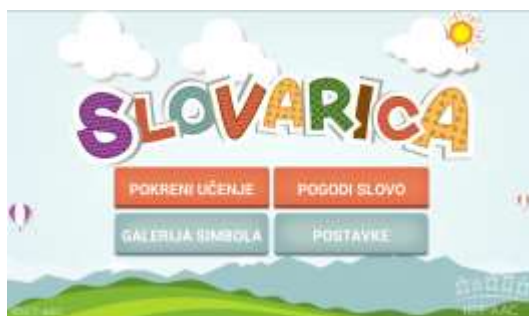 SLOVARICA
POKRENI UČENJE
POGODI SLOVO
GALERIJA SIMBOLA
POSTAVKE